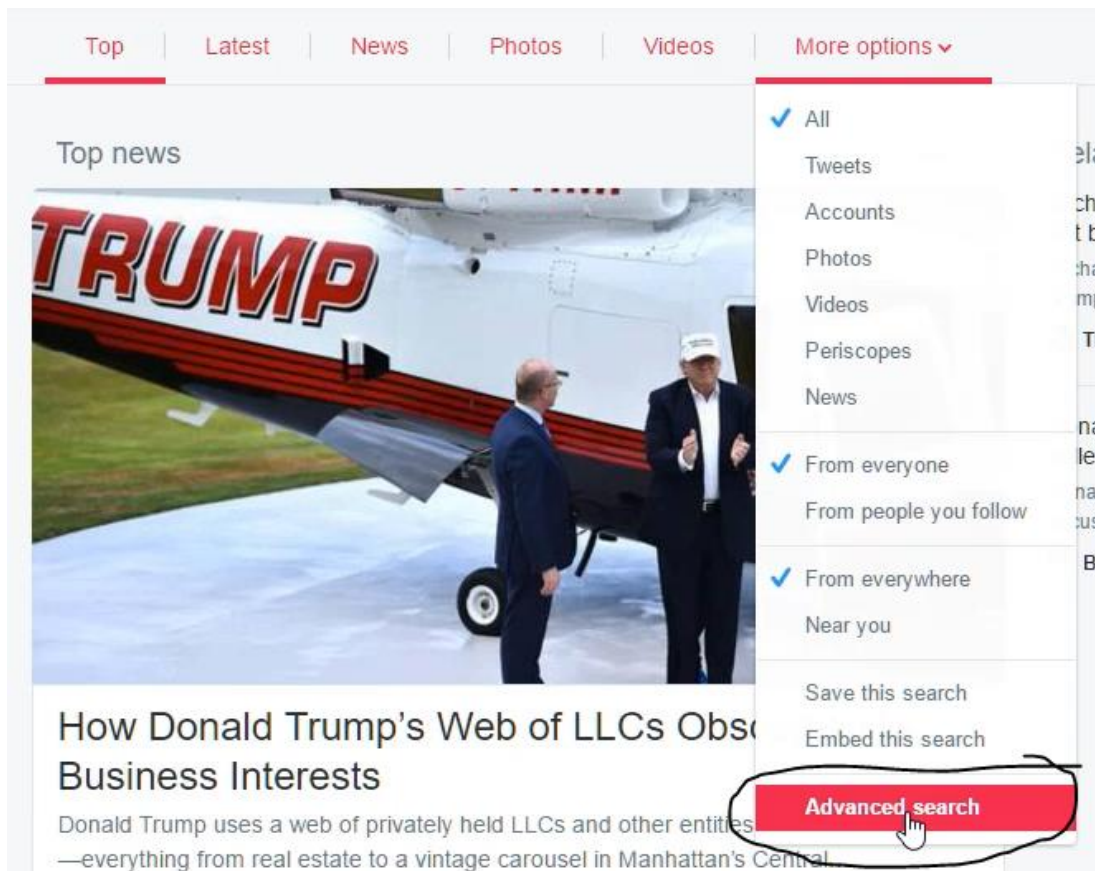 Top Latest News Photos Videos More options
Top news
TRUMP
All
Tweets
Accounts
Photos
Videos
Periscopes
News
From everyone
From people you follow
From everywhere
Near you
Save this search
Embed this search
Advanced search
How Donald Trump's Web of LLCs Obsc
Business Interests
Donald Trump uses a web of privately held LLCs and other entities
—everything from real estate to a vintage carousel in Manhattan's Central...